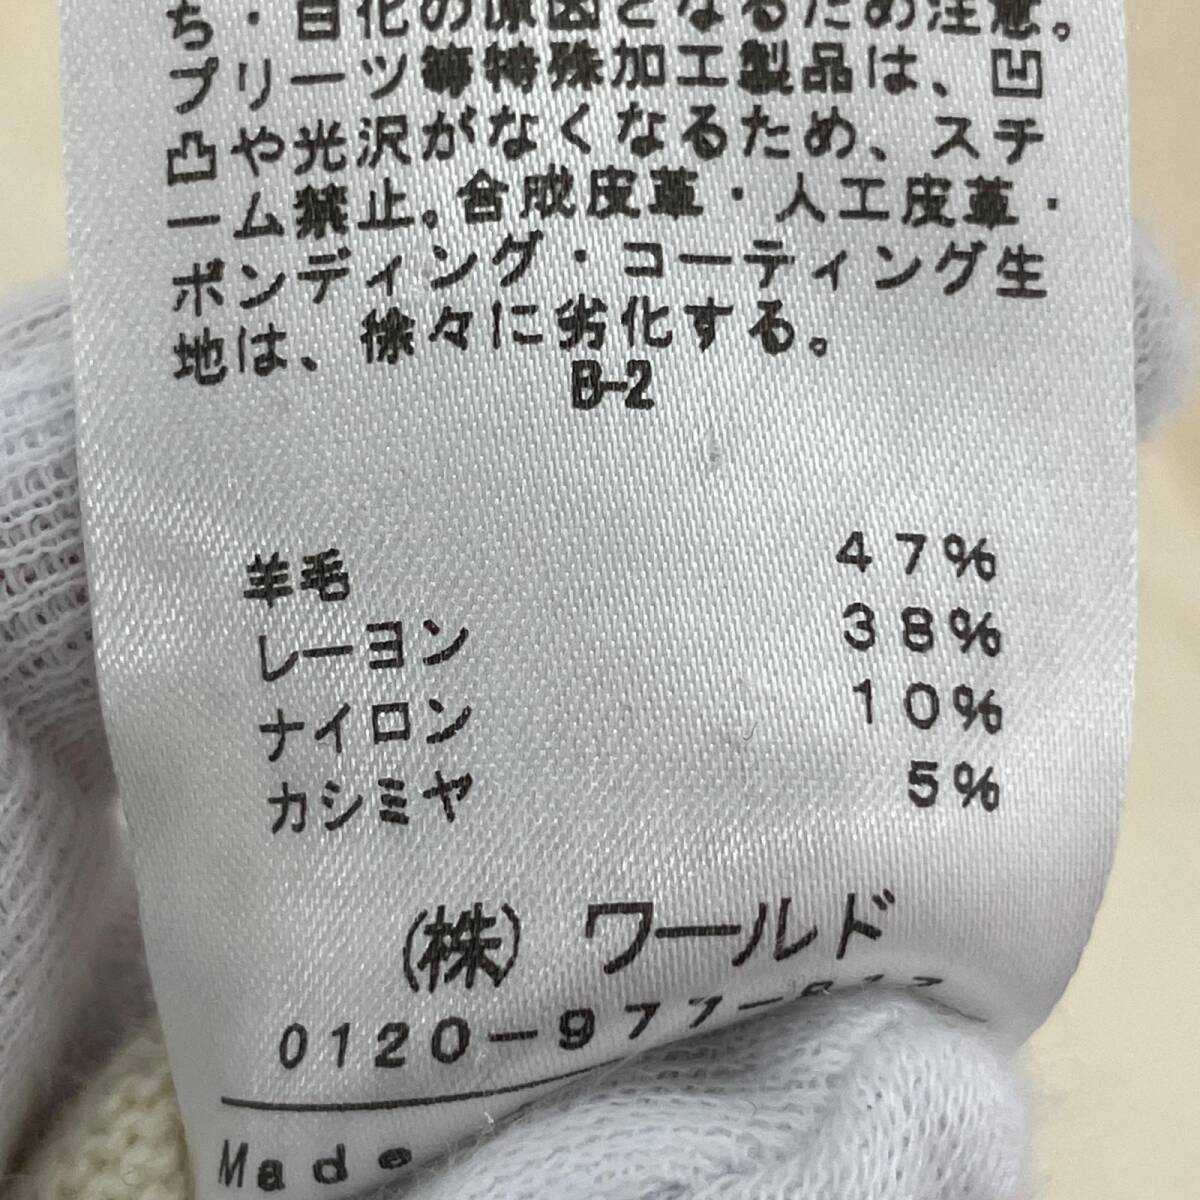 ち・白化の原因となるため注意。
プリーツ等特殊加工製品は、凹
凸や光沢がなくなるため、スチ
ーム禁止。合成皮革・人工皮革・
ボンディング・コーティング生
地は、徐々に劣化する。
B-2
羊毛 47%
レーヨン 38%
ナイロン 10%
カシミヤ 5%
(株) ワールド
0120-977-
Made